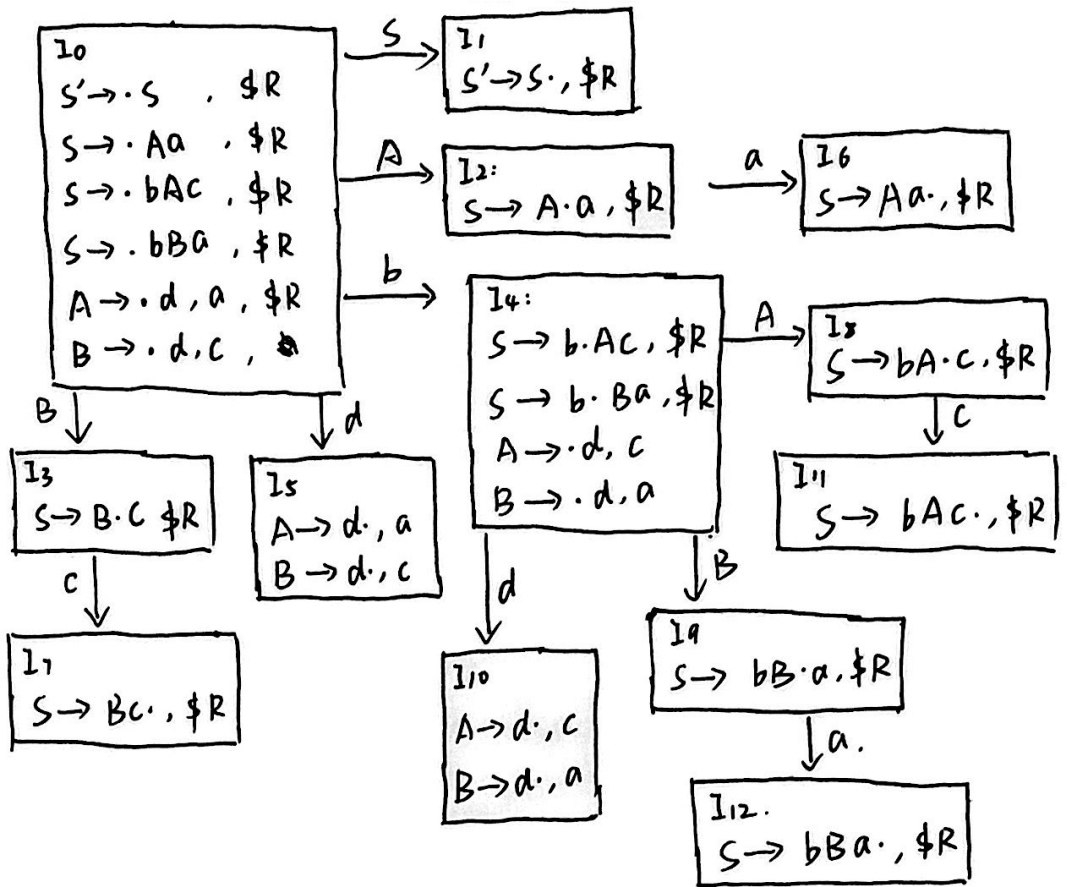 I0
S'→·S , $R
S→·Aa , $R
S→·bAc , $R
S→·bBa , $R
A→·d, a, $R
B→·d, c,
S
I1
S'→S·, $R
A
I2:
S→A·a, $R
a
I6
S→Aa·, $R
b
I4:
S→b·Ac, $R
S→b·Ba, $R
A→·d, c
B→·d, a
A
I8
S→bA·c, $R
c
I11
S→bAc·, $R
B
I3
S→B·C $R
c
I7
S→Bc·, $R
d
I5
A→d·, a
B→d·, c
d
I10
A→d·, c
B→d·, a
B
I9
S→bB·a, $R
a.
I12.
S→bBa·, $R